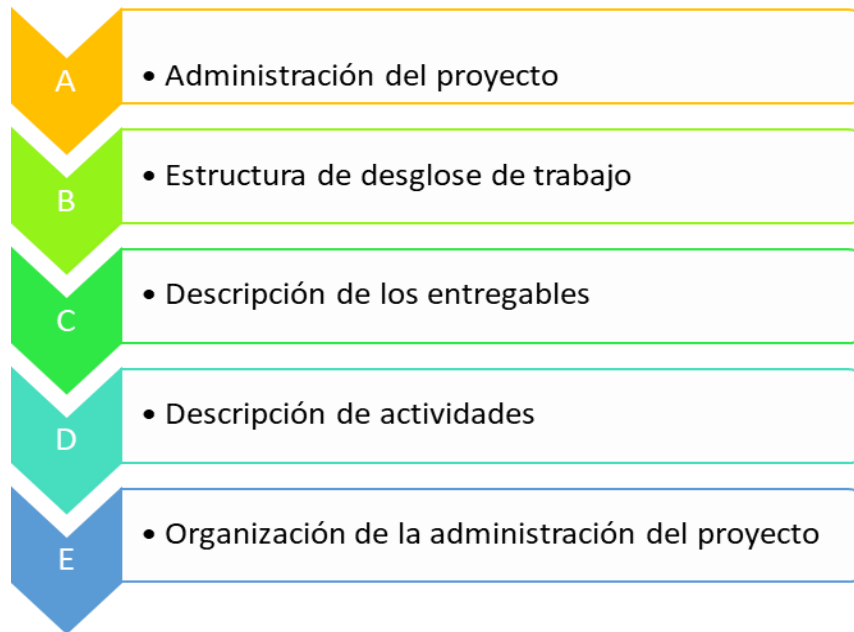 A
• Administración del proyecto
B
• Estructura de desglose de trabajo
C
• Descripción de los entregables
D
• Descripción de actividades
E
• Organización de la administración del proyecto